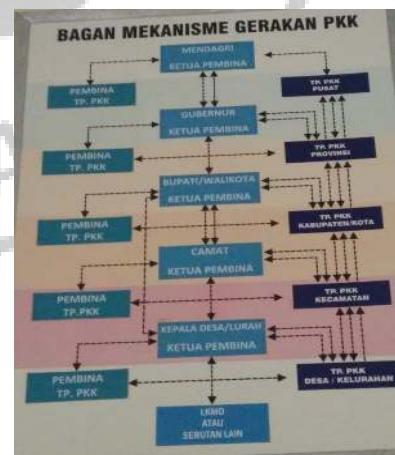 BAGAN MEKANISME GERAKAN PKK
MENDAGRI
KETUA PEMBINA
PEMBINA
TP. PKK
TP. PKK
PUSAT
GUBERNUR
KETUA PEMBINA
PEMBINA
TP. PKK
TP. PKK
PROVINSI
BUPATI/WALIKOTA
KETUA PEMBINA
PEMBINA
TP. PKK
TP. PKK
KABUPATEN/KOTA
CAMAT
KETUA PEMBINA
PEMBINA
TP.PKK
TP. PKK
KECAMATAN
KEPALA DESA/LURAH
KETUA PEMBINA
PEMBINA
TP. PKK
TP. PKK
DESA / KELURAHAN
LKMD
ATAU
SEBUTAN LAIN